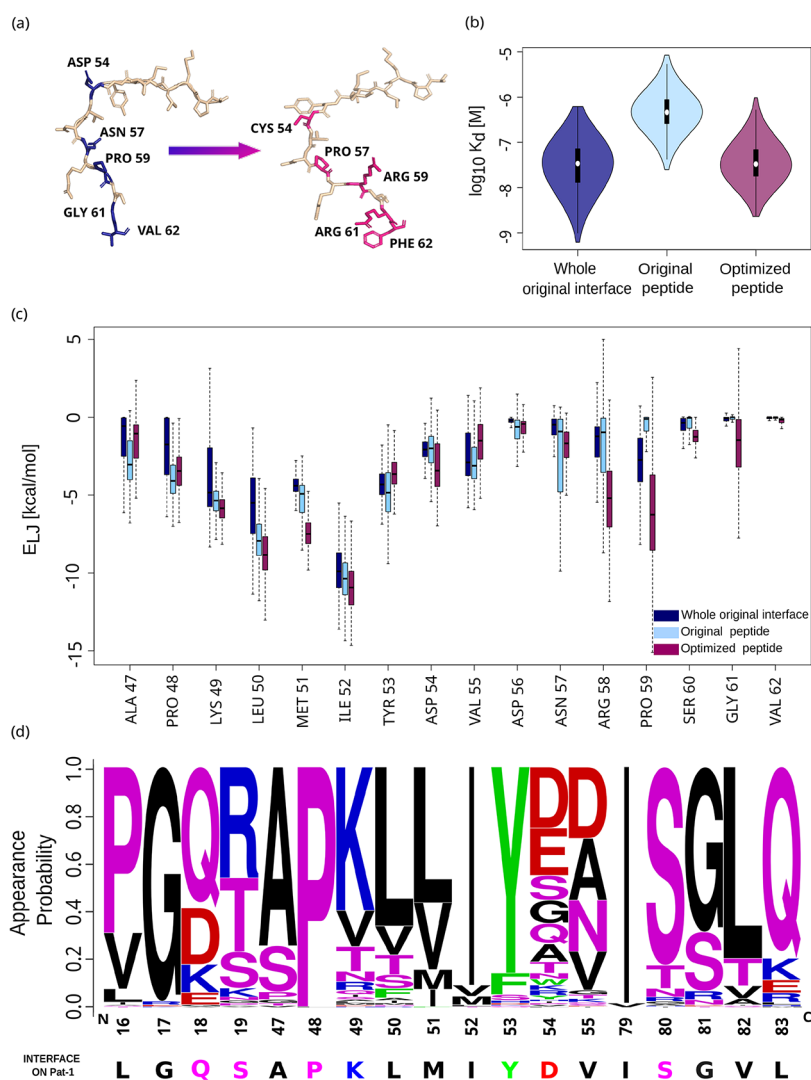 (a)
ASP 54
ASN 57
PRO 59
GLY 61
VAL 62
CYS 54
PRO 57
ARG 59
ARG 61
PHE 62
(b)
log10 Kd [M]
-5
-6
-7
-8
-9
Whole
original interface
Original
peptide
Optimized
peptide
(c)
ELJ [kcal/mol]
5
0
-5
-10
-15
Whole original interface
Original peptide
Optimized peptide
ALA 47
PRO 48
LYS 49
LEU 50
MET 51
ILE 52
TYR 53
ASP 54
VAL 55
ASP 56
ASN 57
ARG 58
PRO 59
SER 60
GLY 61
VAL 62
(d)
Appearance
Probability
1.0
0.8
0.6
0.4
0.2
0.0
P V L
G
Q D K E
R T S K
A S P
P
K V T N R
L V T S F
L V M I
I V M
Y F
D E S G Q A T N
D A N V
I V
S T N
G S R N
L T V A
Q K E R
N 16 17 18 19 47 48 49 50 51 52 53 54 55 79 80 81 82 83 C
INTERFACE
ON Pat-1
L G Q S A P K L M I Y D V I S G V L